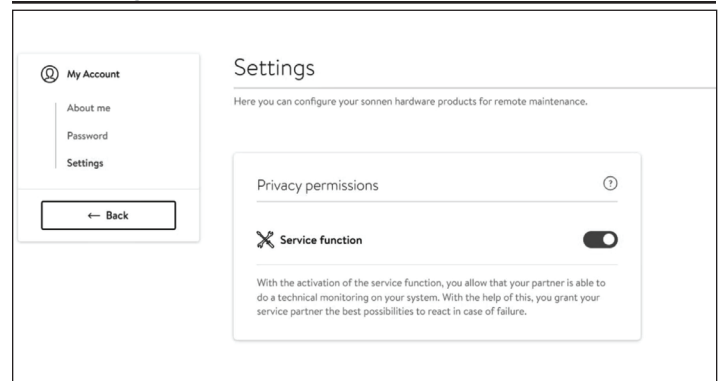 My Account
About me
Password
Settings
← Back
Settings
Here you can configure your sonnen hardware products for remote maintenance.
Privacy permissions
?
Service function
With the activation of the service function, you allow that your partner is able to
do a technical monitoring on your system. With the help of this, you grant your
service partner the best possibilities to react in case of failure.